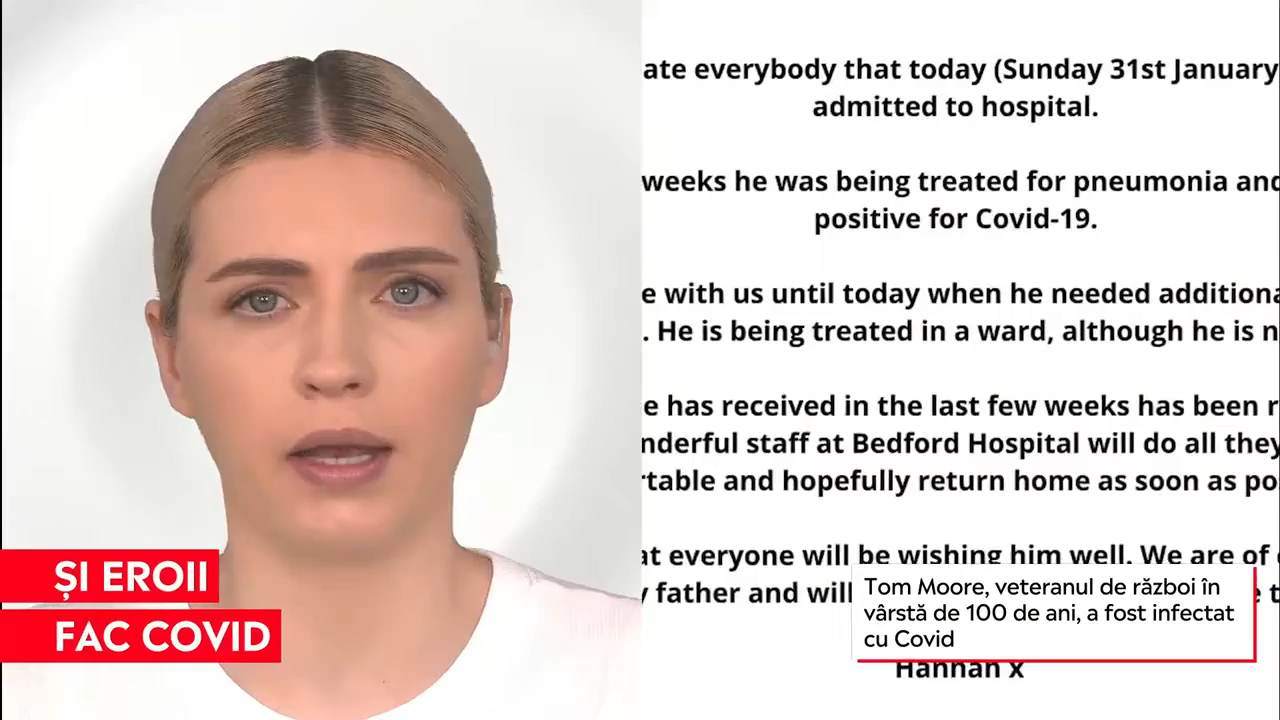 ate everybody that today (Sunday 31st January
admitted to hospital.
weeks he was being treated for pneumonia and
positive for Covid-19.
e with us until today when he needed additiona
. He is being treated in a ward, although he is n
e has received in the last few weeks has been r
nderful staff at Bedford Hospital will do all they
rtable and hopefully return home as soon as po
at everyone will be wishing him well. We are of
y father and will
Hannah x
ȘI EROII
FAC COVID
Tom Moore, veteranul de război în
vârstă de 100 de ani, a fost infectat
cu Covid